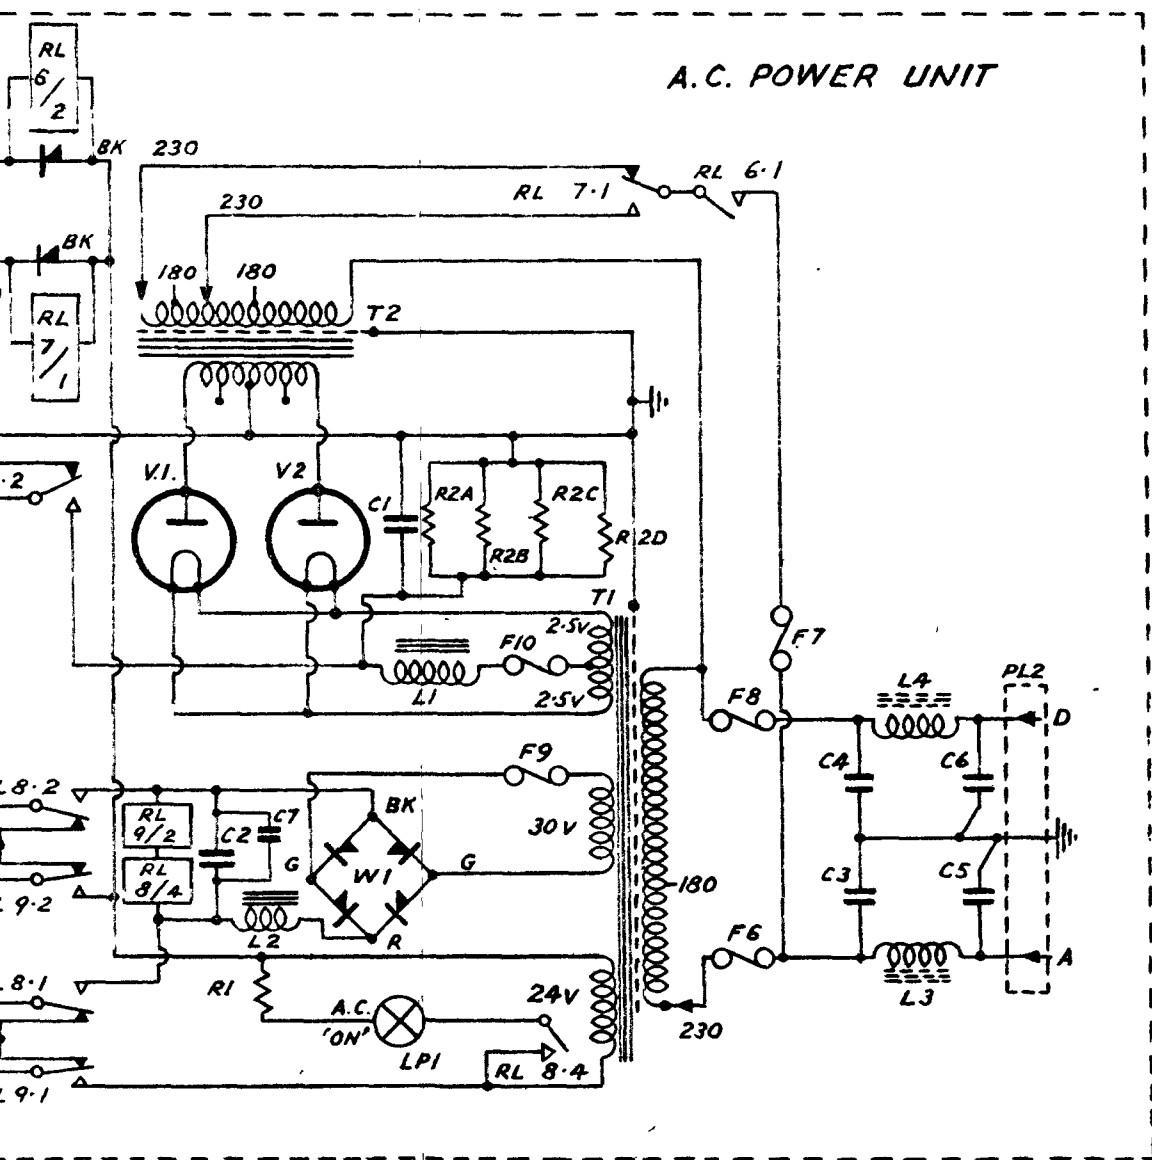 A.C. POWER UNIT
RL
6/2
BK
230
RL 7·1
RL 6·1
230
BK
180
180
T2
RL
7/1
·2
V.1.
V2
C1
R2A
R2B
R2C
R2D
T1
2·5V
F10
L1
2·5V
F7
PL2
L4
F8
D
C4
C6
F9
L 8·2
RL
9/2
RL
8/4
C2
C7
BK
G
W1
G
30V
180
C3
C5
L 9·2
L2
R
F6
A
L3
L 8·1
R1
A.C.
'ON'
LP1
24V
230
RL 8·4
L 9·1